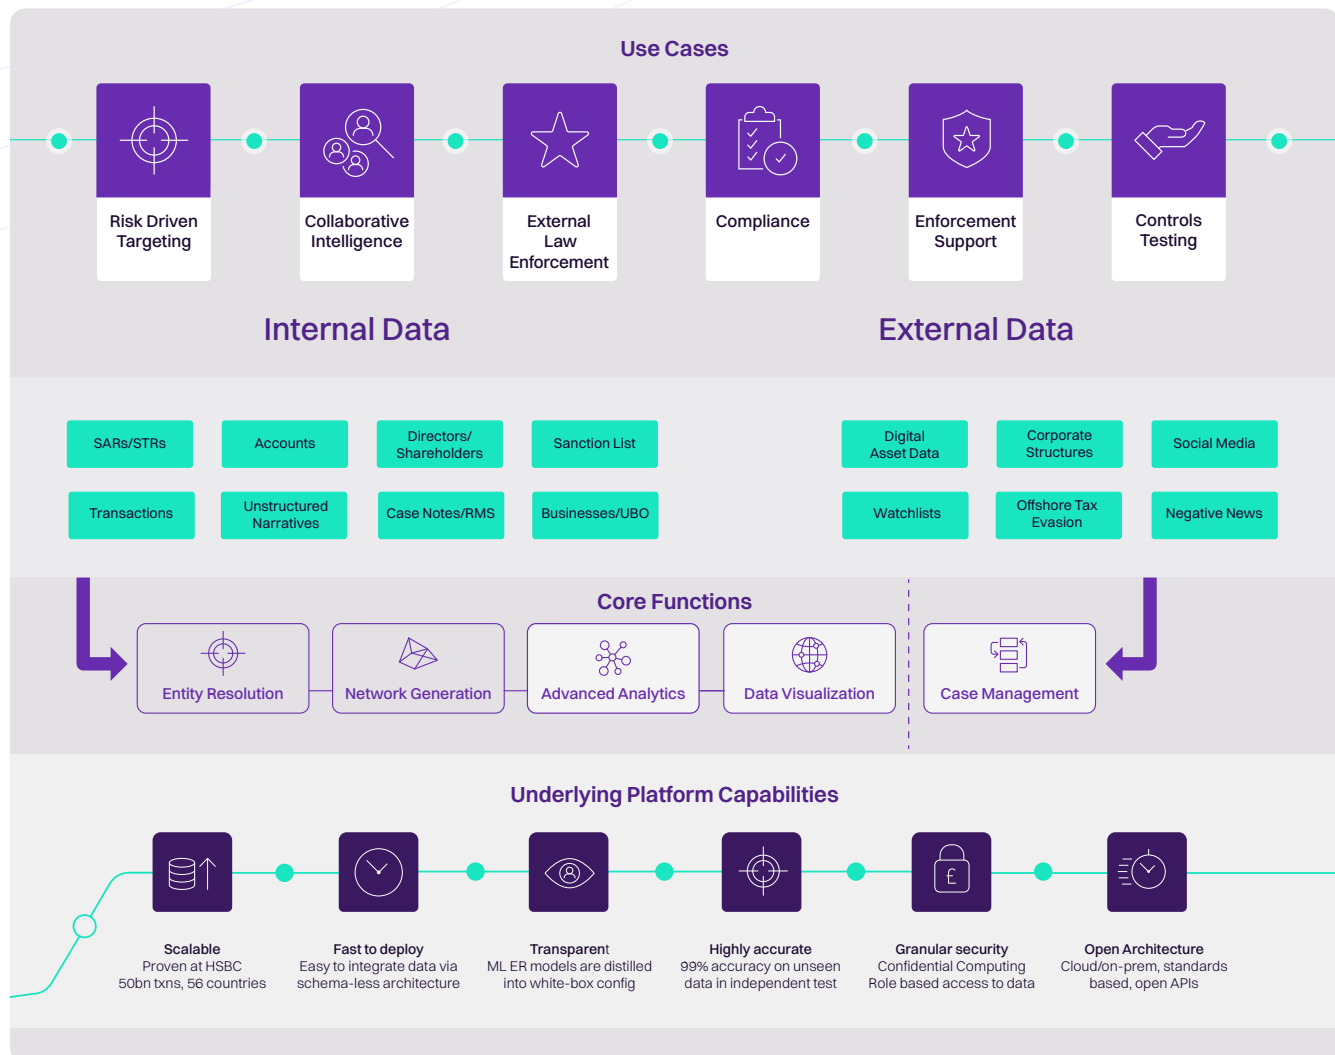 Use Cases
Risk Driven
Targeting
Collaborative
Intelligence
External
Law
Enforcement
Compliance
Enforcement
Support
Controls
Testing
Internal Data
External Data
SARs/STRs
Accounts
Directors/
Shareholders
Sanction List
Transactions
Unstructured
Narratives
Case Notes/RMS
Businesses/UBO
Digital
Asset Data
Corporate
Structures
Social Media
Watchlists
Offshore Tax
Evasion
Negative News
Core Functions
Entity Resolution
Network Generation
Advanced Analytics
Data Visualization
Case Management
Underlying Platform Capabilities
£
Scalable
Proven at HSBC
50bn txns, 56 countries
Fast to deploy
Easy to integrate data via
schema-less architecture
Transparent
ML ER models are distilled
into white-box config
Highly accurate
99% accuracy on unseen
data in independent test
Granular security
Confidential Computing
Role based access to data
Open Architecture
Cloud/on-prem, standards
based, open APIs